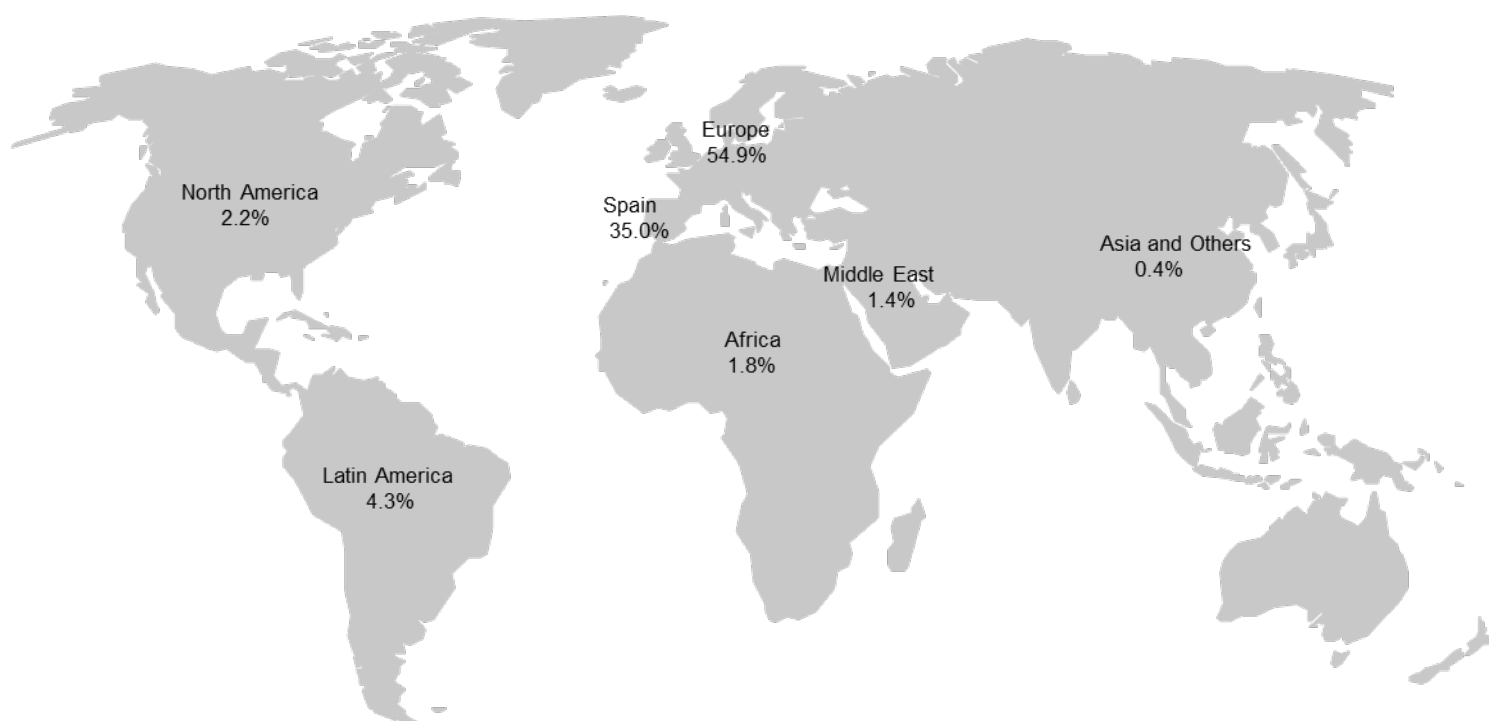 Europe
54.9%
North America
2.2%
Spain
35.0%
Asia and Others
0.4%
Middle East
1.4%
Africa
1.8%
Latin America
4.3%